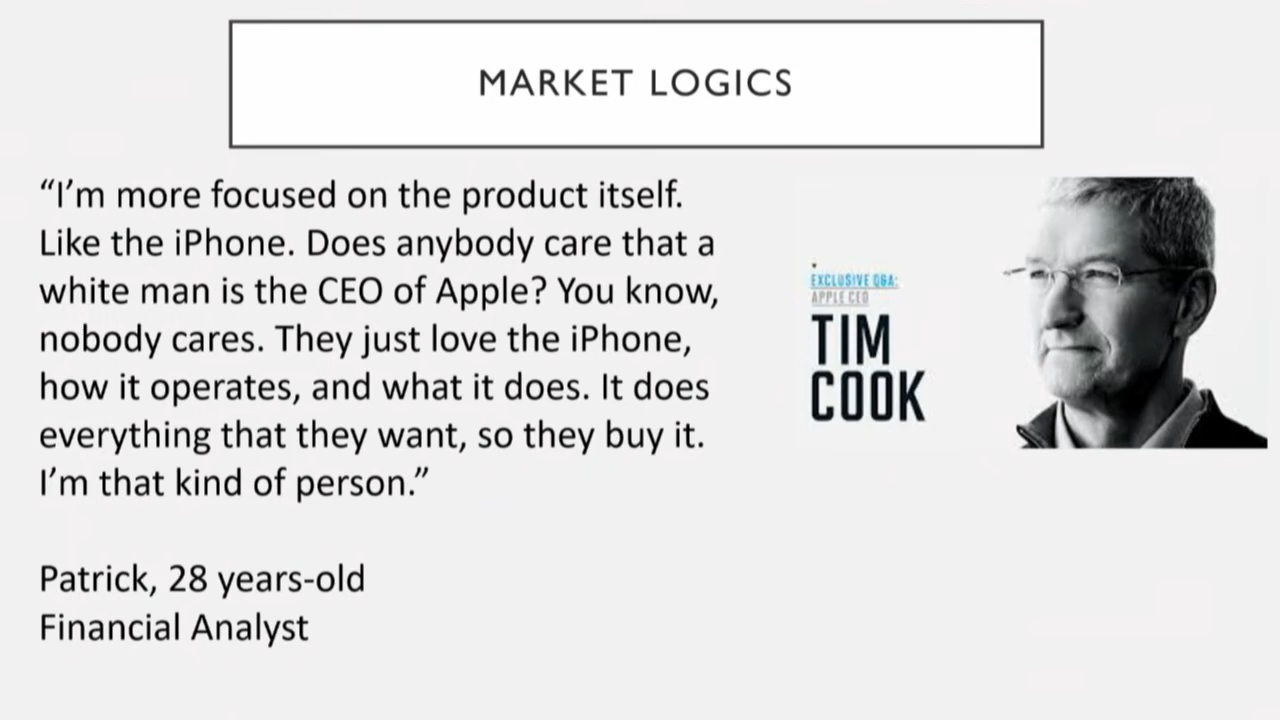 MARKET LOGICS
“I’m more focused on the product itself.
Like the iPhone. Does anybody care that a
white man is the CEO of Apple? You know,
nobody cares. They just love the iPhone,
how it operates, and what it does. It does
everything that they want, so they buy it.
I’m that kind of person.”
Patrick, 28 years-old
Financial Analyst
EXCLUSIVE Q&A:
APPLE CEO
TIM
COOK